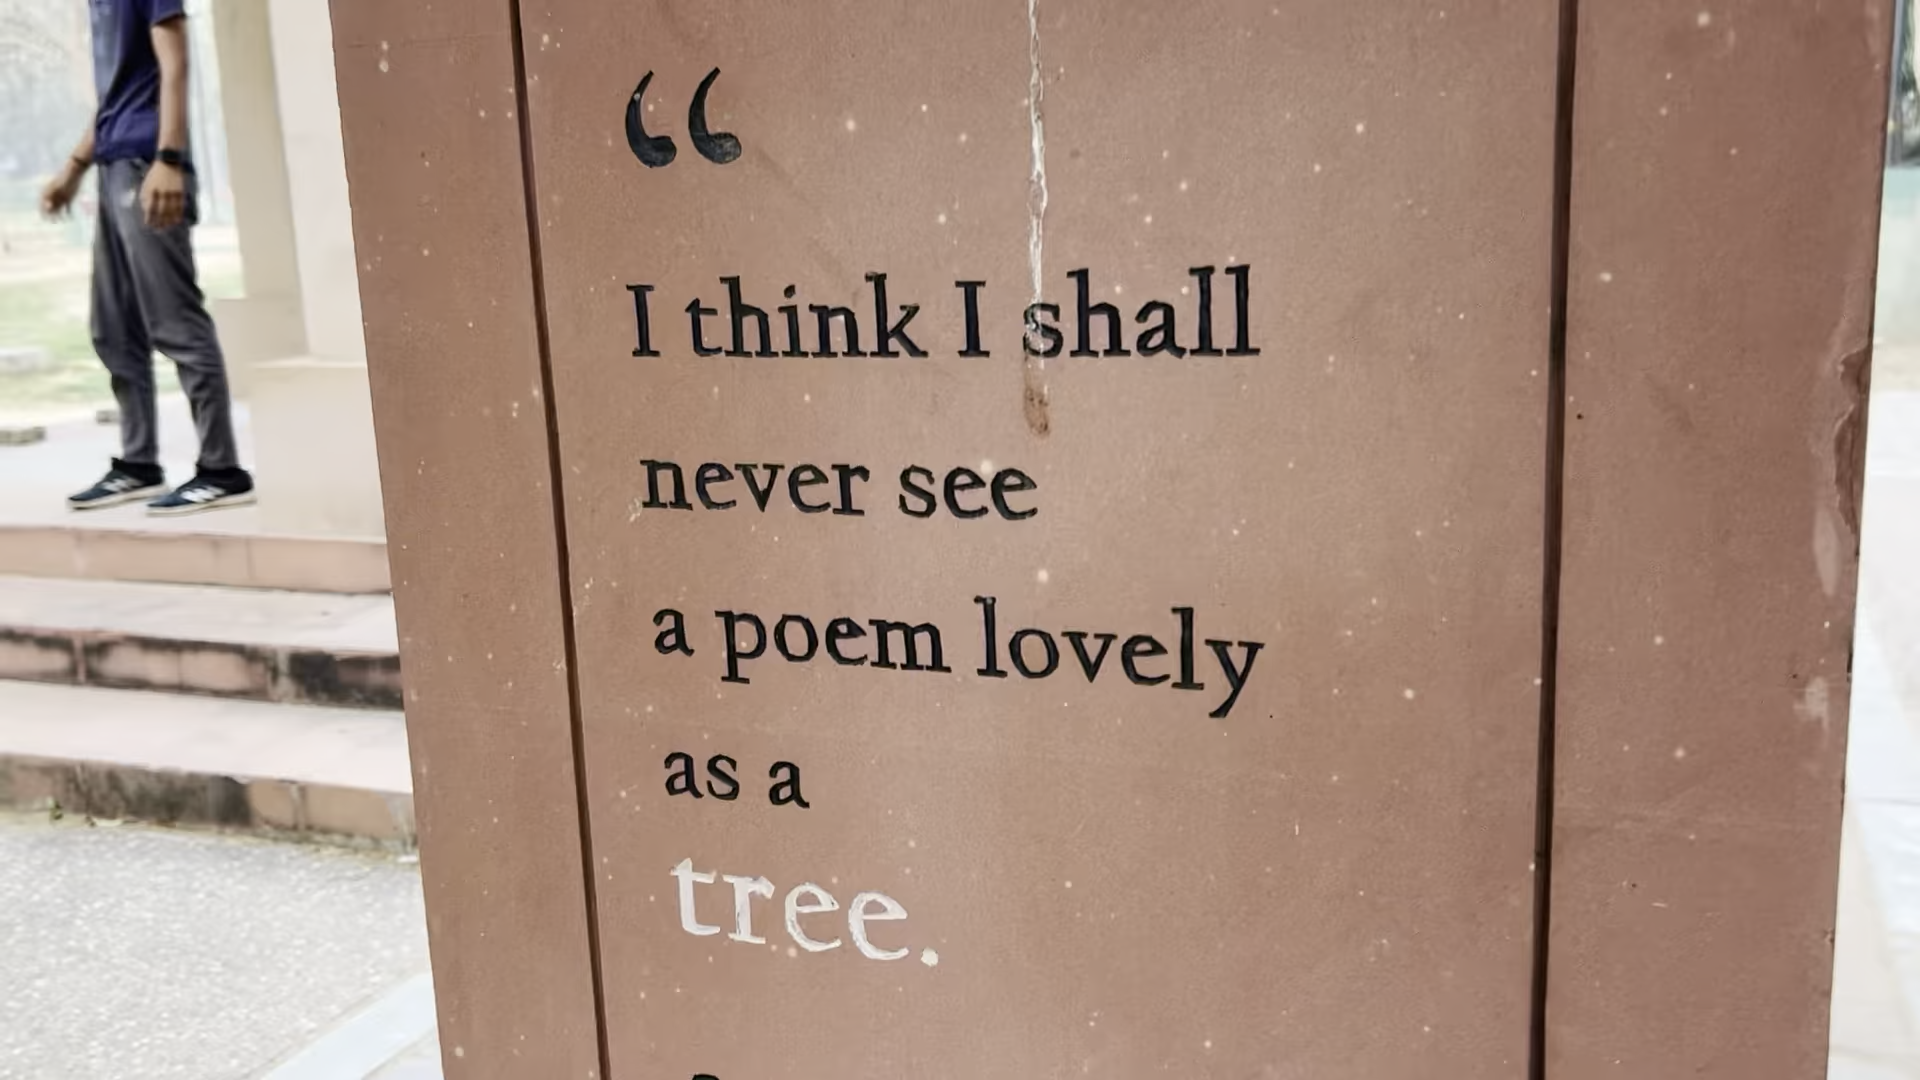 “
I think I shall
never see
a poem lovely
as a
tree.